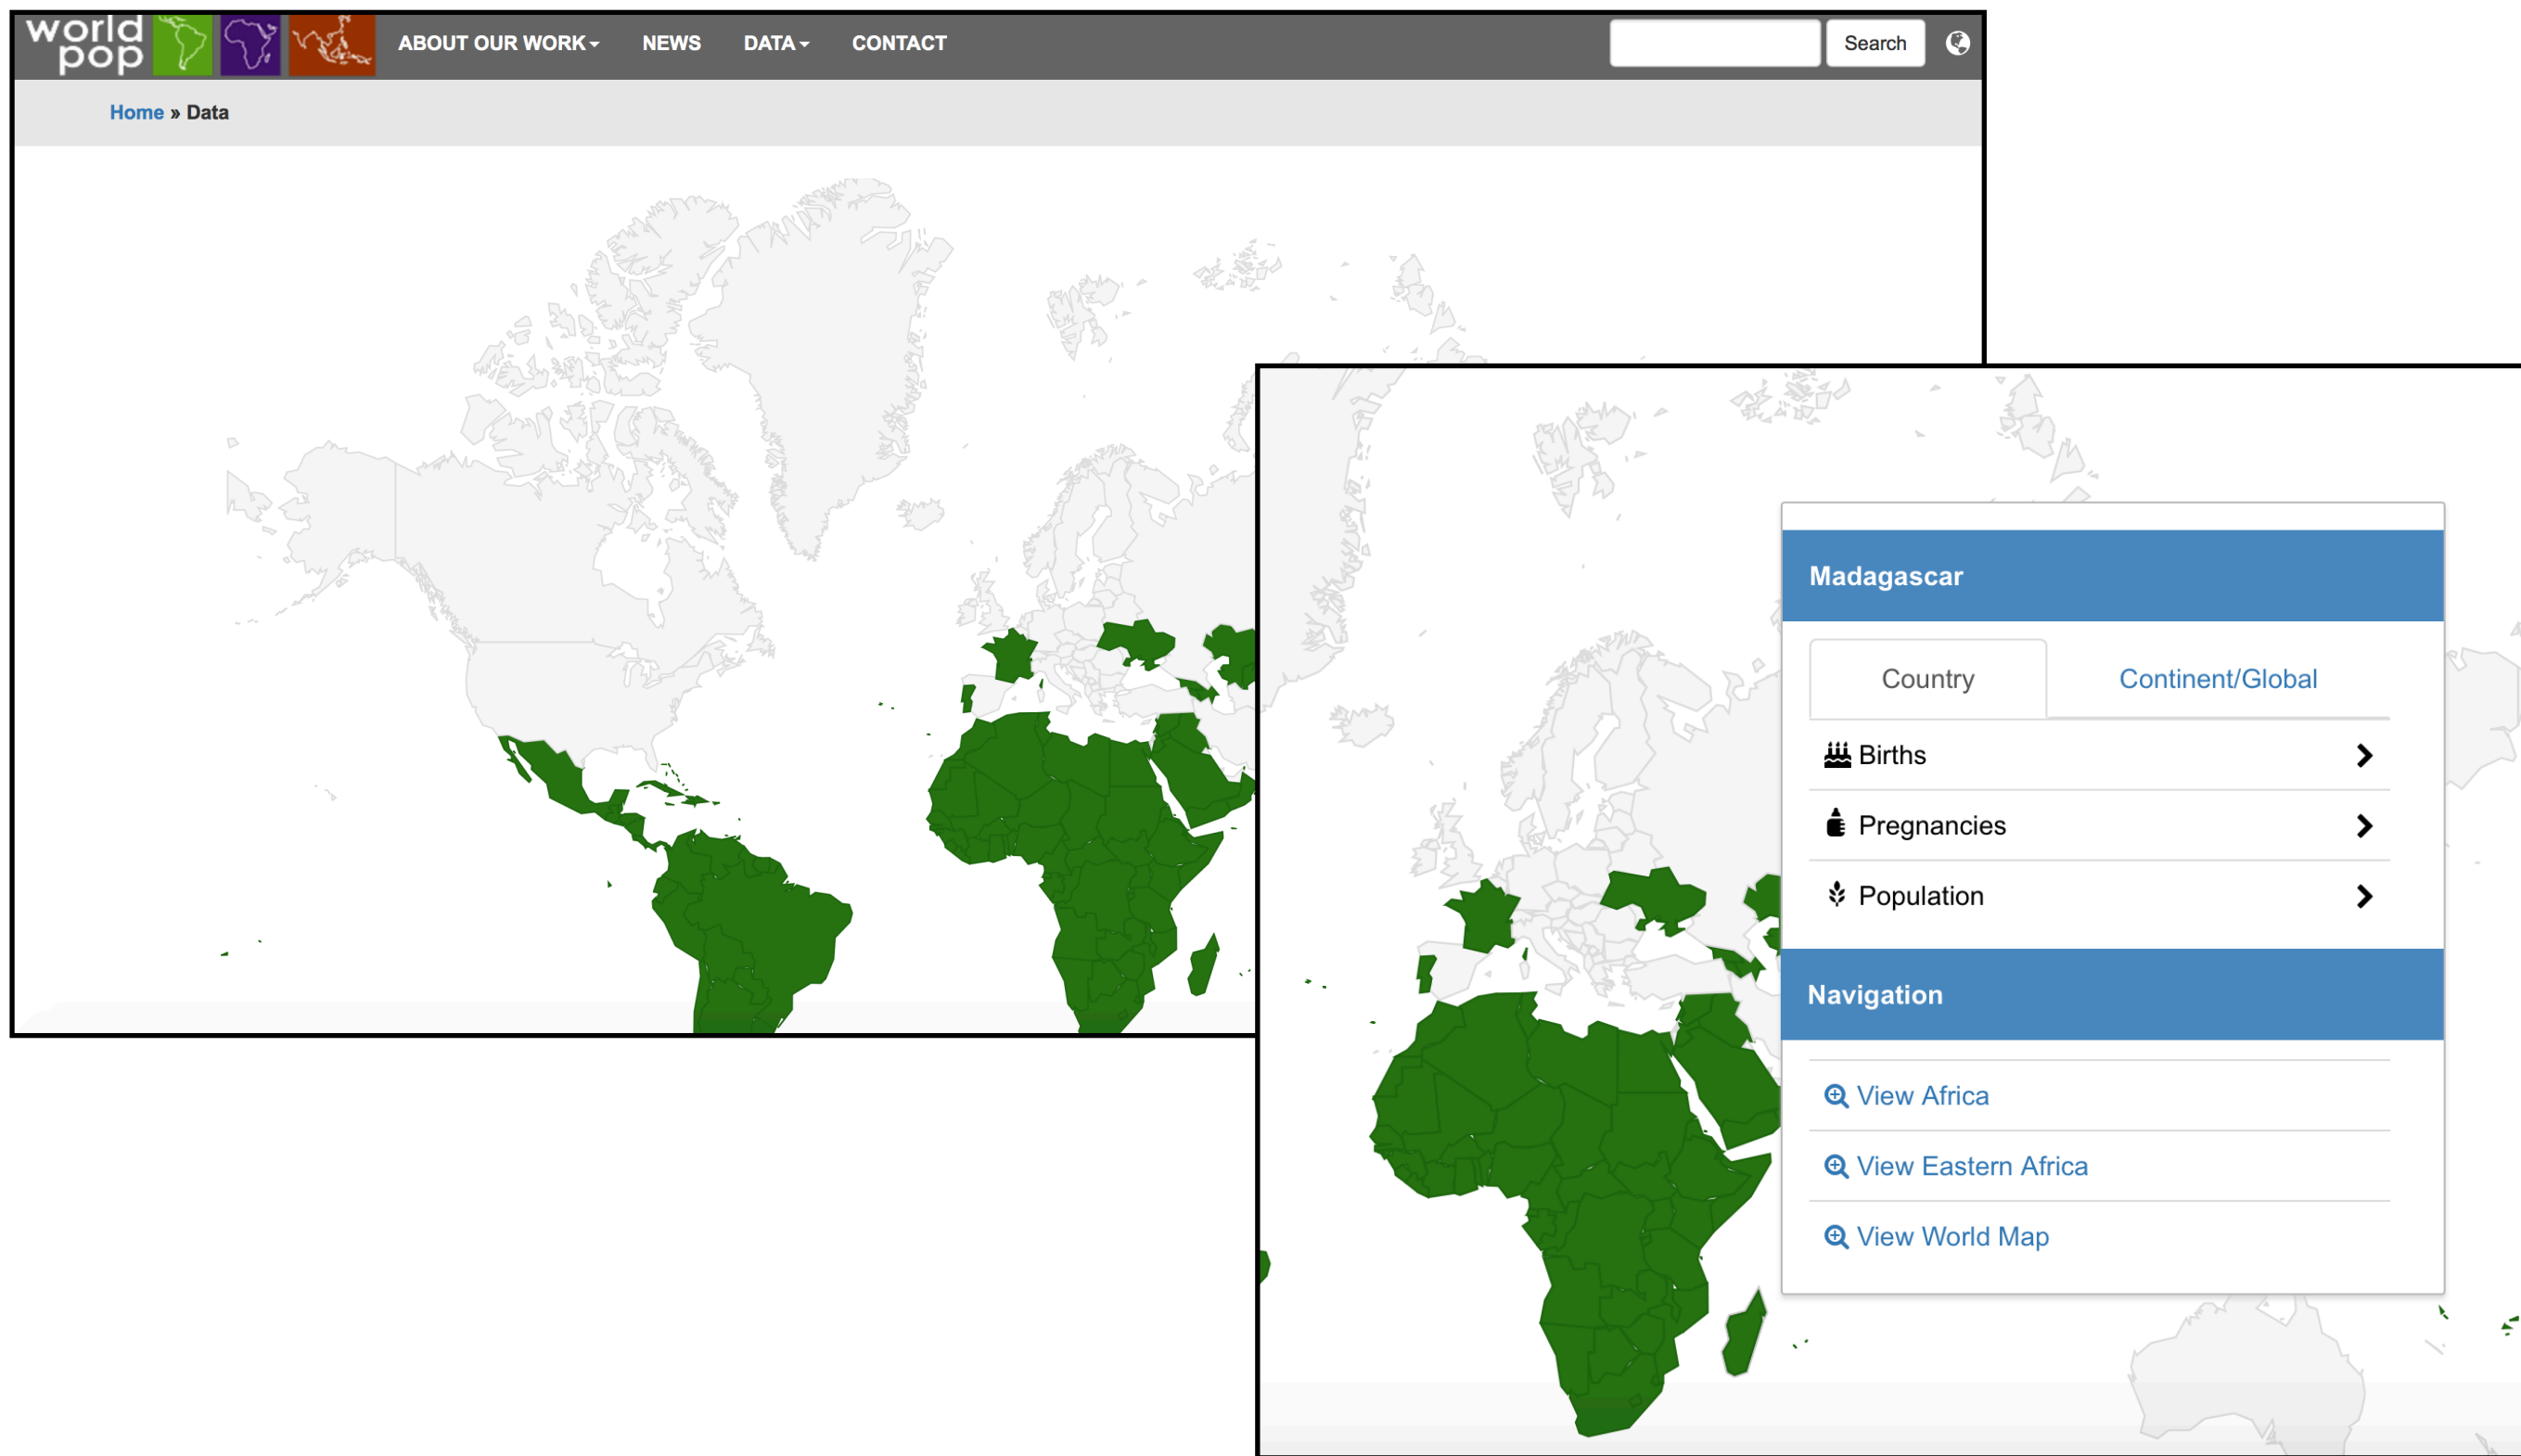 world
pop
ABOUT OUR WORK NEWS DATA CONTACT Search
Home » Data
Madagascar
Country Continent/Global
Births
Pregnancies
Population
Navigation
View Africa
View Eastern Africa
View World Map